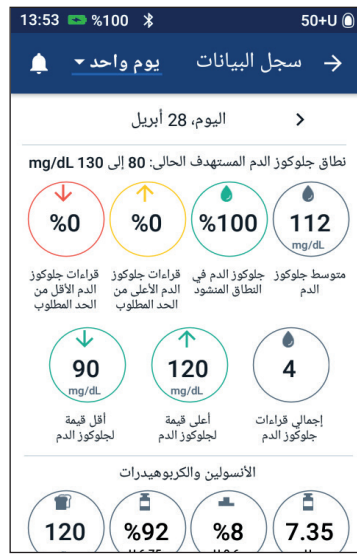 13:53 %100 50+U
سجل البيانات يوم واحد
اليوم، 28 أبريل
نطاق جلوكوز الدم المستهدف الحالى: 80 إلى 130 mg/dL
112 %100 %0 %0
mg/dL
متوسط جلوكوز جلوكوز الدم في قراءات جلوكوز قراءات جلوكوز
الدم النطاق المنشود الدم الأعلى من الدم الأقل من
الحد المطلوب الحد المطلوب
4 120 90
mg/dL mg/dL
إجمالي قراءات أعلى قيمة أقل قيمة
جلوكوز الدم لجلوكوز الدم لجلوكوز الدم
الأنسولين والكربوهيدرات
7.35 %8 %92 120